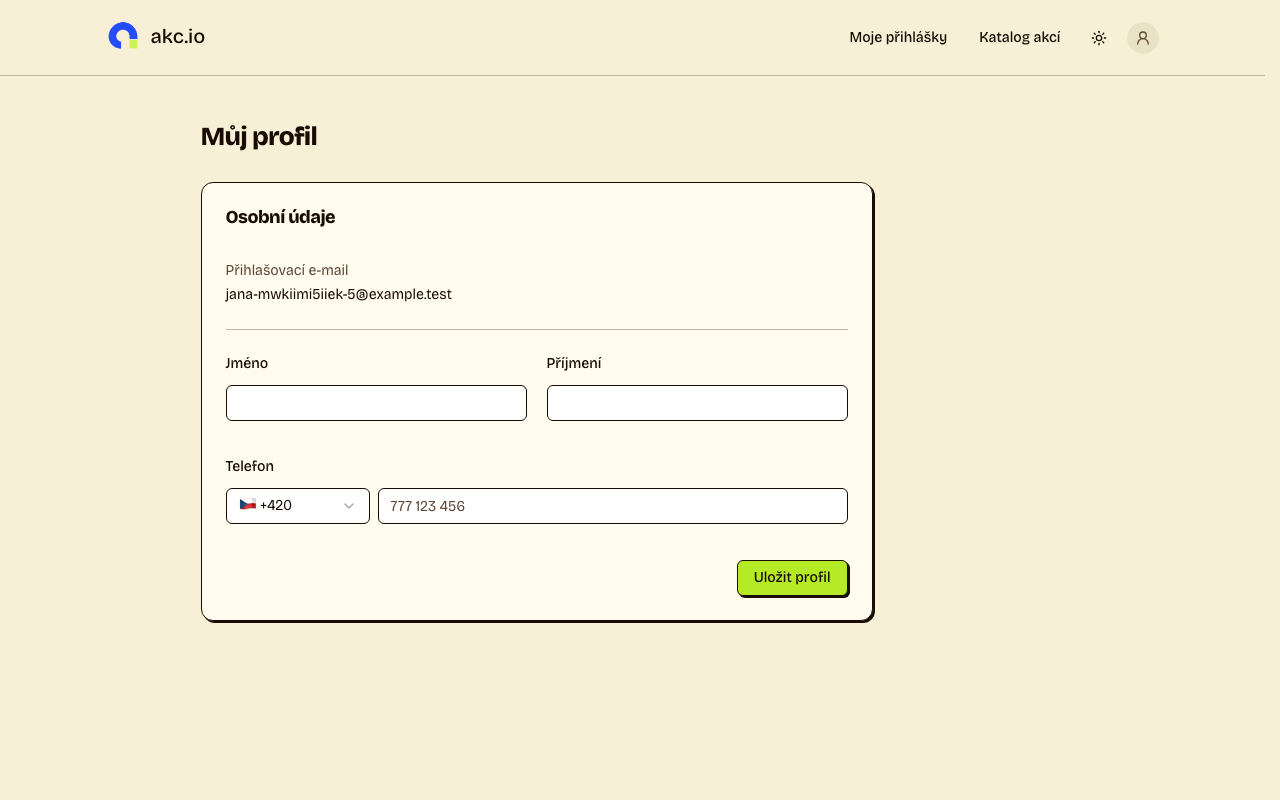 akc.io
Moje přihlášky
Katalog akcí
Můj profil
Osobní údaje
Přihlašovací e-mail
jana-mwkiimi5iiek-5@example.test
Jméno
Příjmení
Telefon
+420
777 123 456
Uložit profil